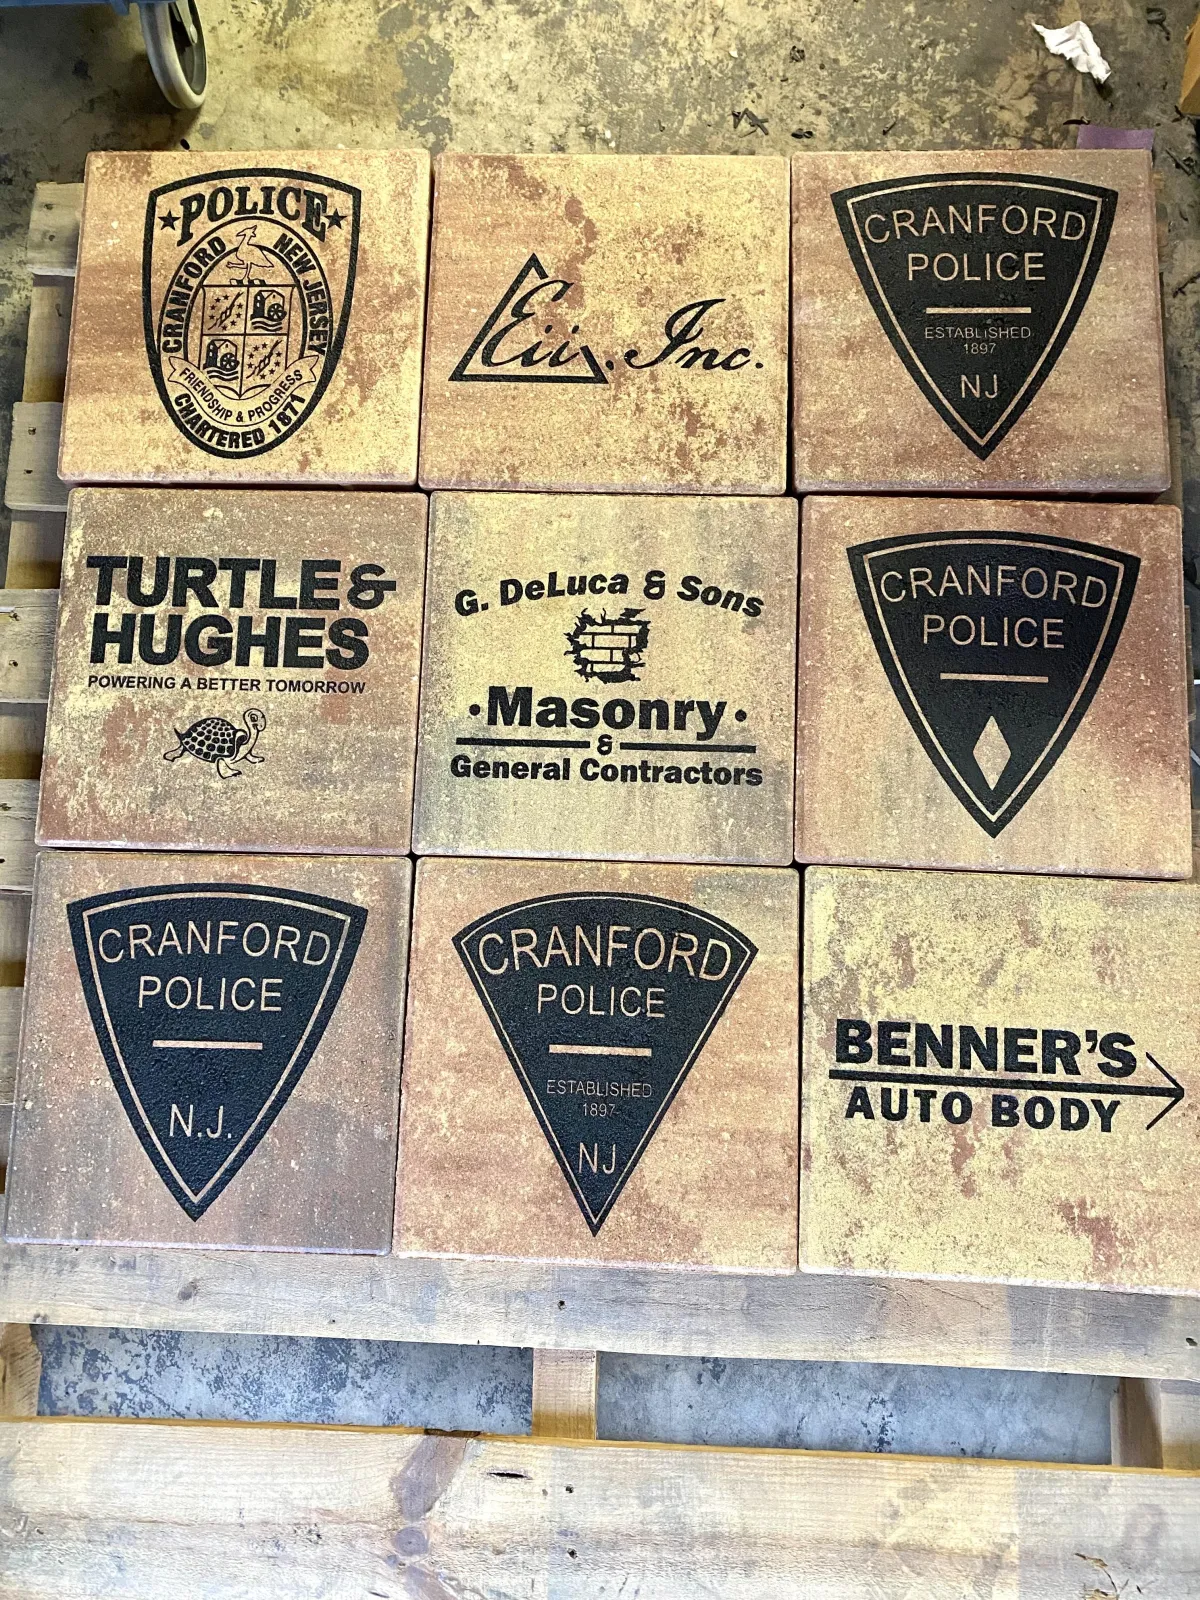 POLICE
CRANFORD NEW JERSEY
FRIENDSHIP & PROGRESS
CHARTERED 1871
Eii, Inc.
CRANFORD
POLICE
ESTABLISHED
1897
NJ
TURTLE &
HUGHES
POWERING A BETTER TOMORROW
G. DeLuca & Sons
•Masonry•
&
General Contractors
CRANFORD
POLICE
CRANFORD
POLICE
N.J.
CRANFORD
POLICE
ESTABLISHED
1897
NJ
BENNER'S
AUTO BODY